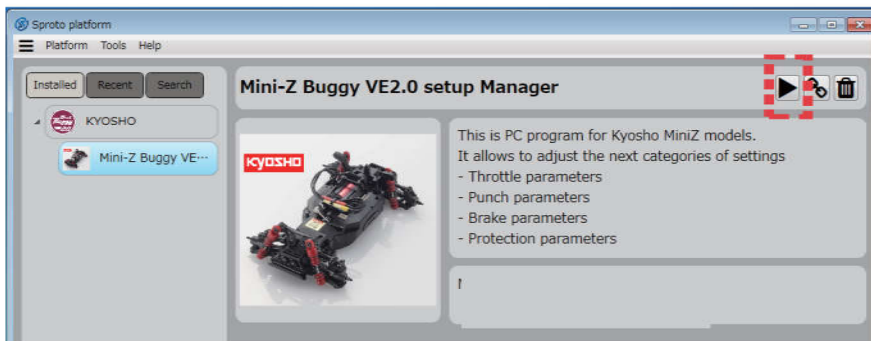 Sproto platform
Platform Tools Help
Installed Recent Search
Mini-Z Buggy VE2.0 setup Manager
KYOSHO
Mini-Z Buggy VE···
KYOSHO
This is PC program for Kyosho MiniZ models.
It allows to adjust the next categories of settings
- Throttle parameters
- Punch parameters
- Brake parameters
- Protection parameters